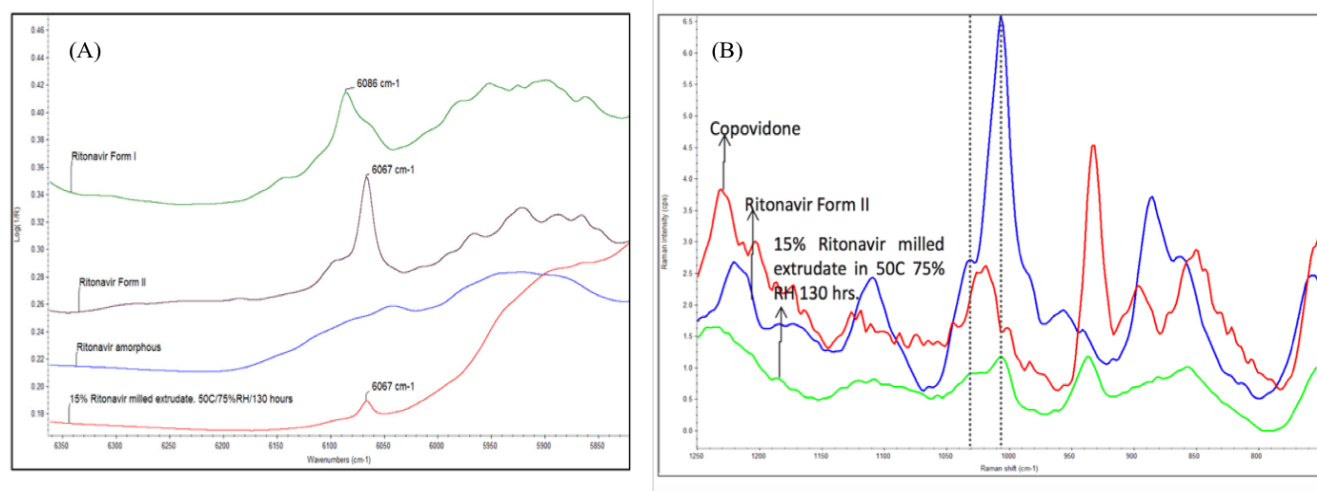 (A)
0.46
0.44
0.42
0.40
0.38
0.36
0.34
0.32
0.30
0.28
0.26
0.24
0.22
0.20
0.18
Log(1/R)
6086 cm-1
Ritonavir Form I
6067 cm-1
Ritonavir Form II
Ritonavir amorphous
6067 cm-1
15% Ritonavir milled extrudate. 50C/75%RH/130 hours
6350 6300 6250 6200 6150 6100 6050 6000 5950 5900 5850
Wavenumbers (cm-1)
(B)
6.5
6.0
5.5
5.0
4.5
4.0
3.5
3.0
2.5
2.0
1.5
1.0
0.5
0.0
Raman intensity (cps)
Copovidone
Ritonavir Form II
15% Ritonavir milled
extrudate in 50C 75%
RH 130 hrs.
1250 1200 1150 1100 1050 1000 950 900 850 800
Raman shift (cm-1)